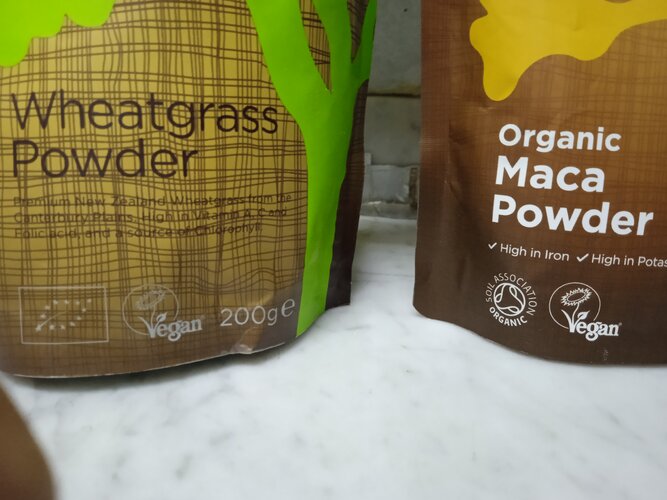 Wheatgrass
Powder
Premium New Zealand Wheatgrass from the
Canterbury Plains. High in Vitamin A, C and
Folic acid, and a source of Chlorophyll.
Vegan
200g e
Organic
Maca
Powder
✓ High in Iron ✓ High in Potas
SOIL ASSOCIATION
ORGANIC
Vegan